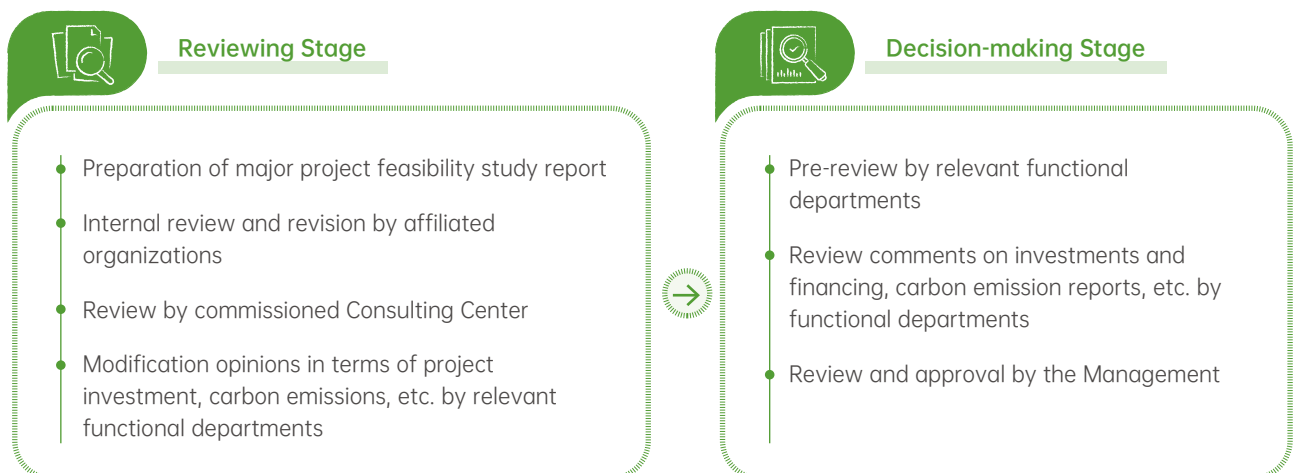 Reviewing Stage
Preparation of major project feasibility study report
Internal review and revision by affiliated
organizations
Review by commissioned Consulting Center
Modification opinions in terms of project
investment, carbon emissions, etc. by relevant
functional departments
Decision-making Stage
Pre-review by relevant functional
departments
Review comments on investments and
financing, carbon emission reports, etc. by
functional departments
Review and approval by the Management